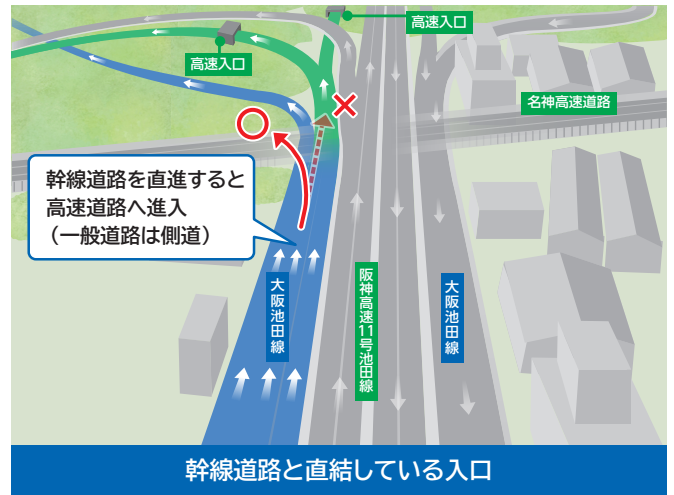 高速入口
高速入口
名神高速道路
幹線道路を直進すると
高速道路へ進入
（一般道路は側道）
大阪池田線
阪神高速11号池田線
大阪池田線
幹線道路と直結している入口